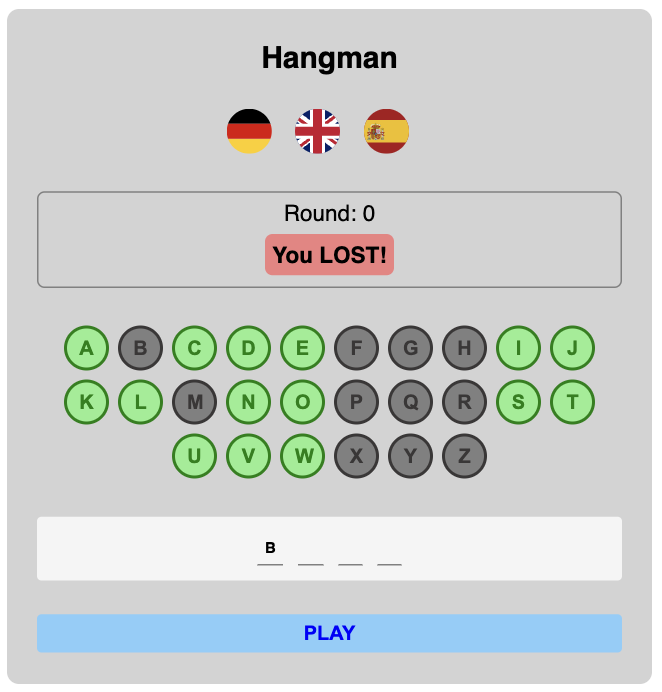 Hangman
Round: 0
You LOST!
A B C D E F G H I J
K L M N O P Q R S T
U V W X Y Z
B
PLAY